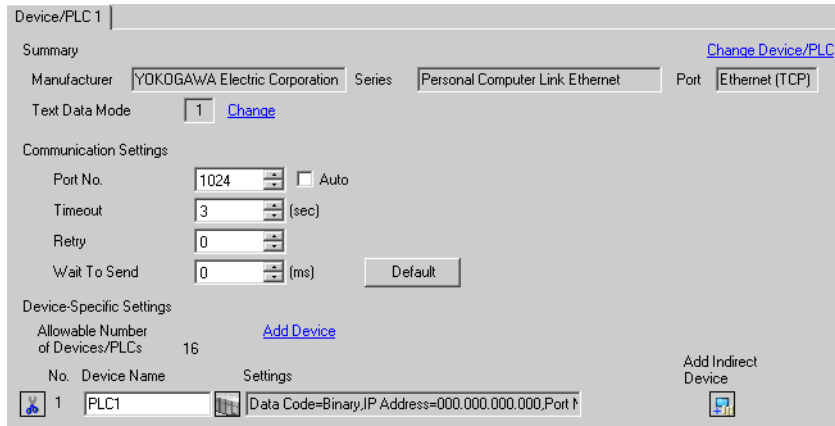 Device/PLC 1
Summary
Change Device/PLC
Manufacturer YOKOGAWA Electric Corporation Series Personal Computer Link Ethernet Port Ethernet (TCP)
Text Data Mode 1 Change
Communication Settings
Port No. 1024 Auto
Timeout 3 (sec)
Retry 0
Wait To Send 0 (ms) Default
Device-Specific Settings
Allowable Number of Devices/PLCs 16 Add Device
Add Indirect Device
No. Device Name Settings
1 PLC1 Data Code=Binary,IP Address=000.000.000.000,Port